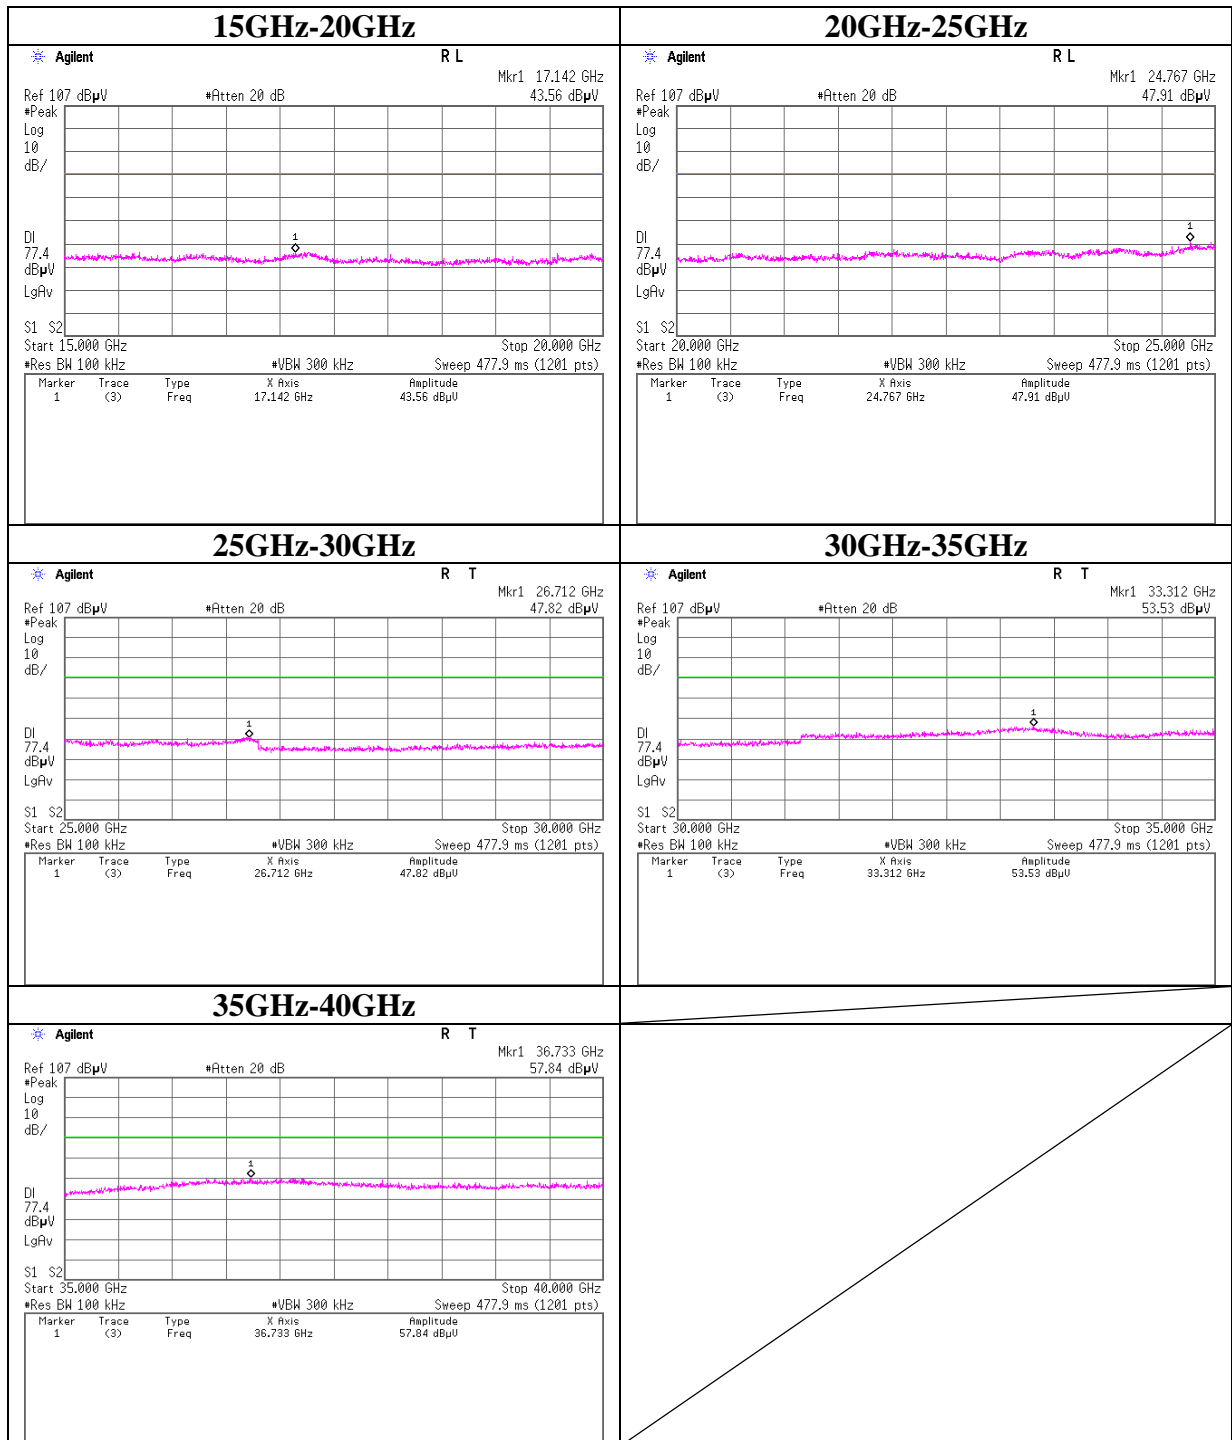 15GHz-20GHz
Agilent R L
Mkr1 17.142 GHz
Ref 107 dBµV #Atten 20 dB 43.56 dBµV
#Peak
Log
10
dB/
1
DI
77.4
dBµV
LgAv
S1 S2
Start 15.000 GHz Stop 20.000 GHz
#Res BW 100 kHz #VBW 300 kHz Sweep 477.9 ms (1201 pts)
Marker Trace Type X Axis Amplitude
1 (3) Freq 17.142 GHz 43.56 dBµV
20GHz-25GHz
Agilent R L
Mkr1 24.767 GHz
Ref 107 dBµV #Atten 20 dB 47.91 dBµV
#Peak
Log
10
dB/
1
DI
77.4
dBµV
LgAv
S1 S2
Start 20.000 GHz Stop 25.000 GHz
#Res BW 100 kHz #VBW 300 kHz Sweep 477.9 ms (1201 pts)
Marker Trace Type X Axis Amplitude
1 (3) Freq 24.767 GHz 47.91 dBµV
25GHz-30GHz
Agilent R T
Mkr1 26.712 GHz
Ref 107 dBµV #Atten 20 dB 47.82 dBµV
#Peak
Log
10
dB/
1
DI
77.4
dBµV
LgAv
S1 S2
Start 25.000 GHz Stop 30.000 GHz
#Res BW 100 kHz #VBW 300 kHz Sweep 477.9 ms (1201 pts)
Marker Trace Type X Axis Amplitude
1 (3) Freq 26.712 GHz 47.82 dBµV
30GHz-35GHz
Agilent R T
Mkr1 33.312 GHz
Ref 107 dBµV #Atten 20 dB 53.53 dBµV
#Peak
Log
10
dB/
1
DI
77.4
dBµV
LgAv
S1 S2
Start 30.000 GHz Stop 35.000 GHz
#Res BW 100 kHz #VBW 300 kHz Sweep 477.9 ms (1201 pts)
Marker Trace Type X Axis Amplitude
1 (3) Freq 33.312 GHz 53.53 dBµV
35GHz-40GHz
Agilent R T
Mkr1 36.733 GHz
Ref 107 dBµV #Atten 20 dB 57.84 dBµV
#Peak
Log
10
dB/
1
DI
77.4
dBµV
LgAv
S1 S2
Start 35.000 GHz Stop 40.000 GHz
#Res BW 100 kHz #VBW 300 kHz Sweep 477.9 ms (1201 pts)
Marker Trace Type X Axis Amplitude
1 (3) Freq 36.733 GHz 57.84 dBµV